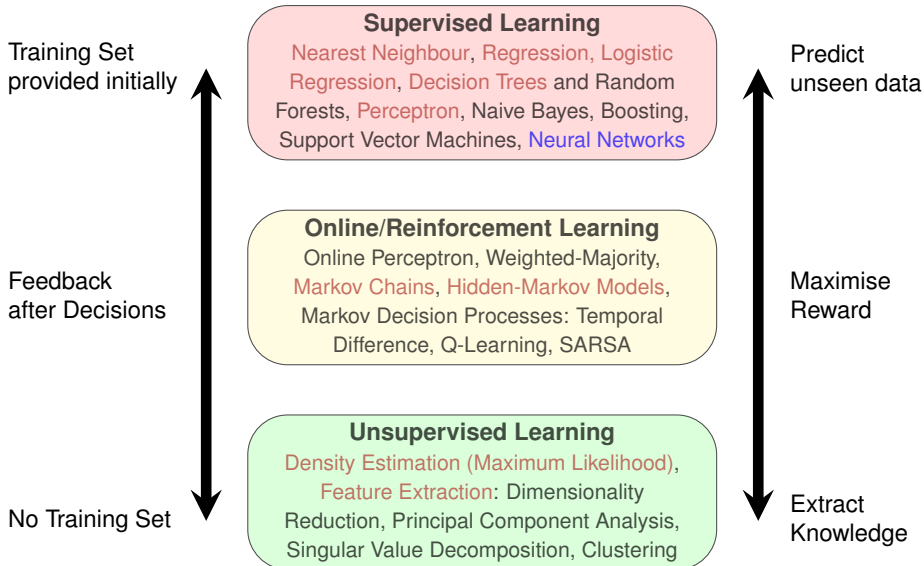 Supervised Learning
Nearest Neighbour, Regression, Logistic
Regression, Decision Trees and Random
Forests, Perceptron, Naive Bayes, Boosting,
Support Vector Machines, Neural Networks
Training Set
provided initially
Predict
unseen data
Online/Reinforcement Learning
Online Perceptron, Weighted-Majority,
Markov Chains, Hidden-Markov Models,
Markov Decision Processes: Temporal
Difference, Q-Learning, SARSA
Feedback
after Decisions
Maximise
Reward
Unsupervised Learning
Density Estimation (Maximum Likelihood),
Feature Extraction: Dimensionality
Reduction, Principal Component Analysis,
Singular Value Decomposition, Clustering
No Training Set
Extract
Knowledge